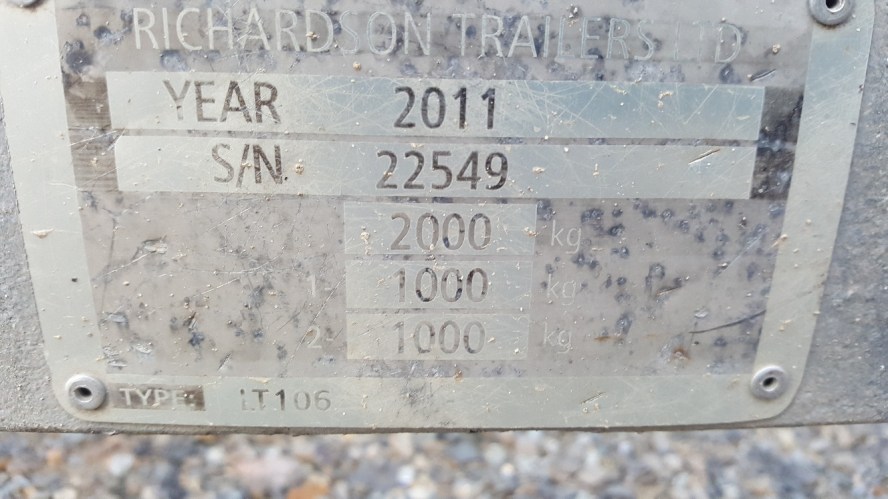 RICHARDSON TRAILERS LTD
YEAR 2011
S/N 22549
2000 kg
1- 1000 kg
2- 1000 kg
TYPE: LT106